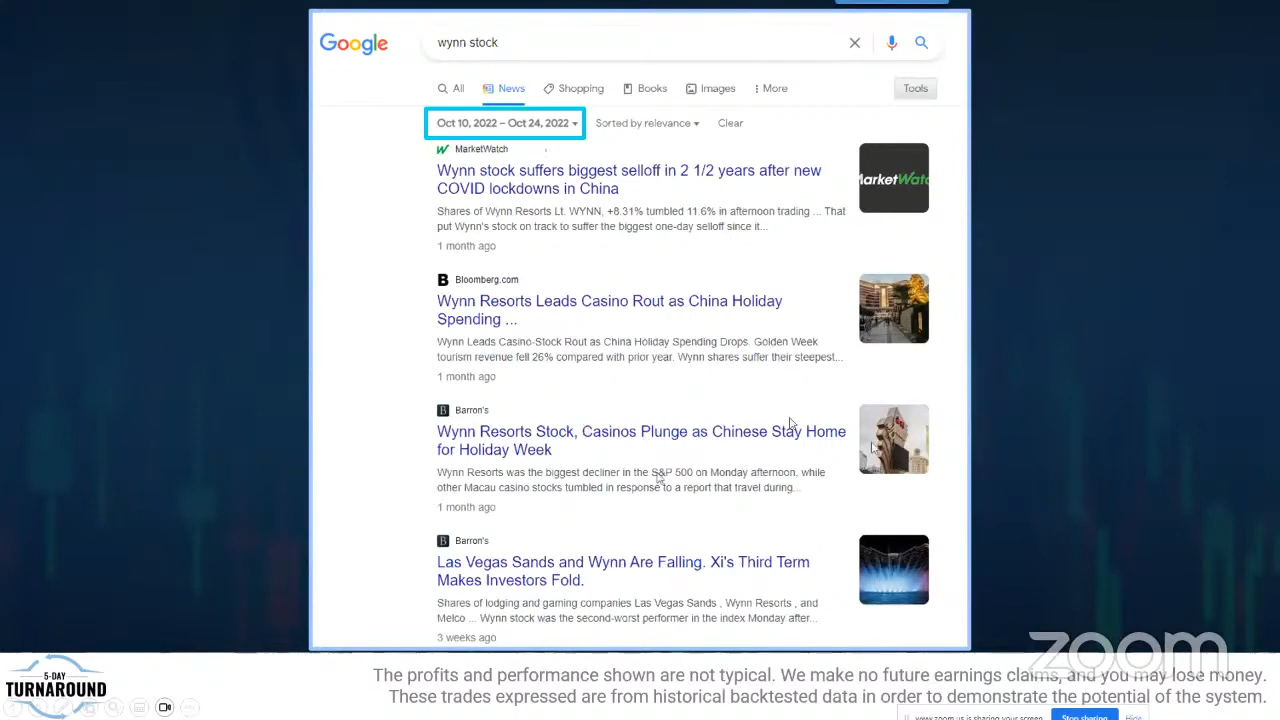 Google
wynn stock
All
News
Shopping
Books
Images
More
Tools
Oct 10, 2022 – Oct 24, 2022
Sorted by relevance
Clear
MarketWatch
Wynn stock suffers biggest selloff in 2 1/2 years after new
COVID lockdowns in China
Shares of Wynn Resorts Lt. WYNN, +8.31% tumbled 11.6% in afternoon trading ... That
put Wynn's stock on track to suffer the biggest one-day selloff since it...
1 month ago
MarketWatc
Bloomberg.com
Wynn Resorts Leads Casino Rout as China Holiday
Spending ...
Wynn Leads Casino-Stock Rout as China Holiday Spending Drops. Golden Week
tourism revenue fell 26% compared with prior year. Wynn shares suffer their steepest...
1 month ago
Barron's
Wynn Resorts Stock, Casinos Plunge as Chinese Stay Home
for Holiday Week
Wynn Resorts was the biggest decliner in the S&P 500 on Monday afternoon, while
other Macau casino stocks tumbled in response to a report that travel during...
1 month ago
Barron's
Las Vegas Sands and Wynn Are Falling. Xi's Third Term
Makes Investors Fold.
Shares of lodging and gaming companies Las Vegas Sands , Wynn Resorts , and
Melco ... Wynn stock was the second-worst performer in the index Monday after...
3 weeks ago
zoom
5-DAY
TURNAROUND
The profits and performance shown are not typical. We make no future earnings claims, and you may lose money.
These trades expressed are from historical backtested data in order to demonstrate the potential of the system.
www.zoom.us is sharing your screen.
Stop sharing
Hide